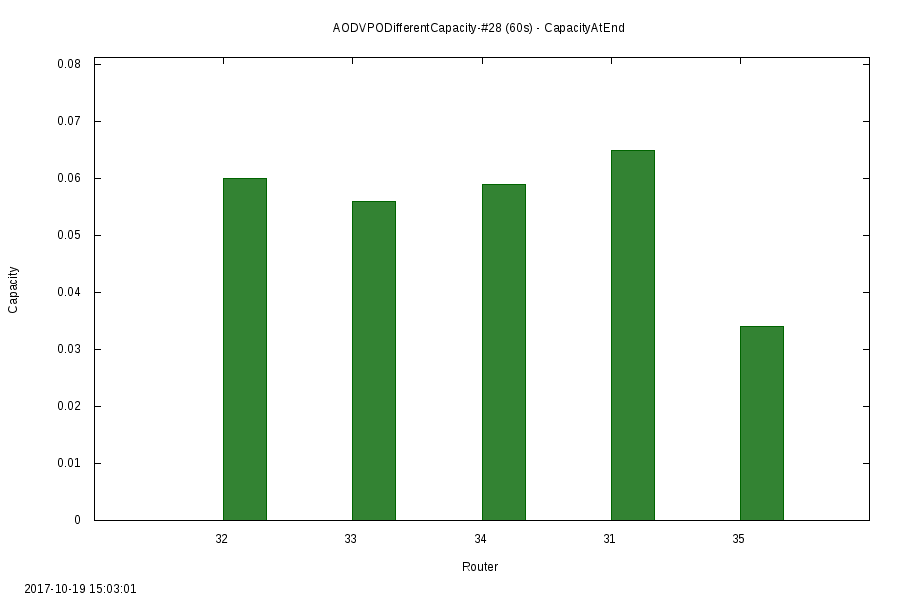 AODVPODifferentCapacity-#28 (60s) - CapacityAtEnd
0.08
0.07
0.06
0.05
0.04
0.03
0.02
0.01
0
Capacity
32 33 34 31 35
Router
2017-10-19 15:03:01